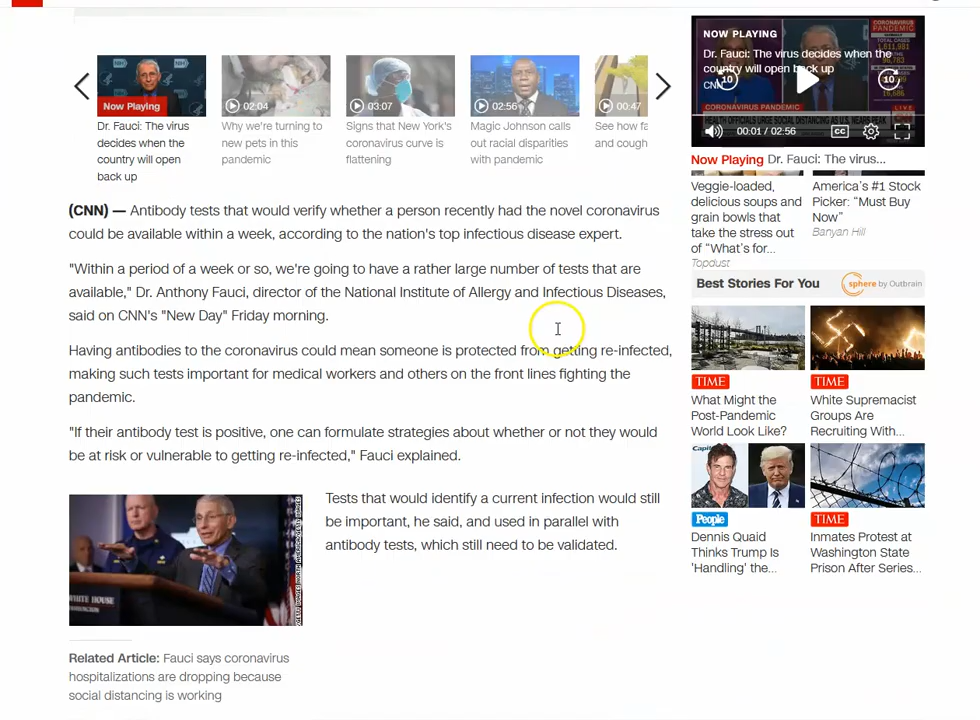 Now Playing
02:04
03:07
02:56
00:47
Dr. Fauci: The virus
decides when the
country will open
back up
Why we're turning to
new pets in this
pandemic
Signs that New York's
coronavirus curve is
flattening
Magic Johnson calls
out racial disparities
with pandemic
See how fa
and cough
(CNN) — Antibody tests that would verify whether a person recently had the novel coronavirus
could be available within a week, according to the nation's top infectious disease expert.
"Within a period of a week or so, we're going to have a rather large number of tests that are
available," Dr. Anthony Fauci, director of the National Institute of Allergy and Infectious Diseases,
said on CNN's "New Day" Friday morning.
Having antibodies to the coronavirus could mean someone is protected from getting re-infected,
making such tests important for medical workers and others on the front lines fighting the
pandemic.
"If their antibody test is positive, one can formulate strategies about whether or not they would
be at risk or vulnerable to getting re-infected," Fauci explained.
WHITE HOUSE
Tests that would identify a current infection would still
be important, he said, and used in parallel with
antibody tests, which still need to be validated.
Related Article: Fauci says coronavirus
hospitalizations are dropping because
social distancing is working
NOW PLAYING
Dr. Fauci: The virus decides when the
country will open back up
CNN
CORONAVIRUS
PANDEMIC
TOTAL CASES
10
10
CORONAVIRUS PANDEMIC
LIVE
00:01 / 02:56
CC
Now Playing Dr. Fauci: The virus...
Veggie-loaded,
delicious soups and
grain bowls that
take the stress out
of “What's for...
Topdust
America's #1 Stock
Picker: “Must Buy
Now”
Banyan Hill
Best Stories For You
sphere by Outbrain
TIME
What Might the
Post-Pandemic
World Look Like?
TIME
White Supremacist
Groups Are
Recruiting With...
People
Dennis Quaid
Thinks Trump Is
'Handling' the...
TIME
Inmates Protest at
Washington State
Prison After Series...